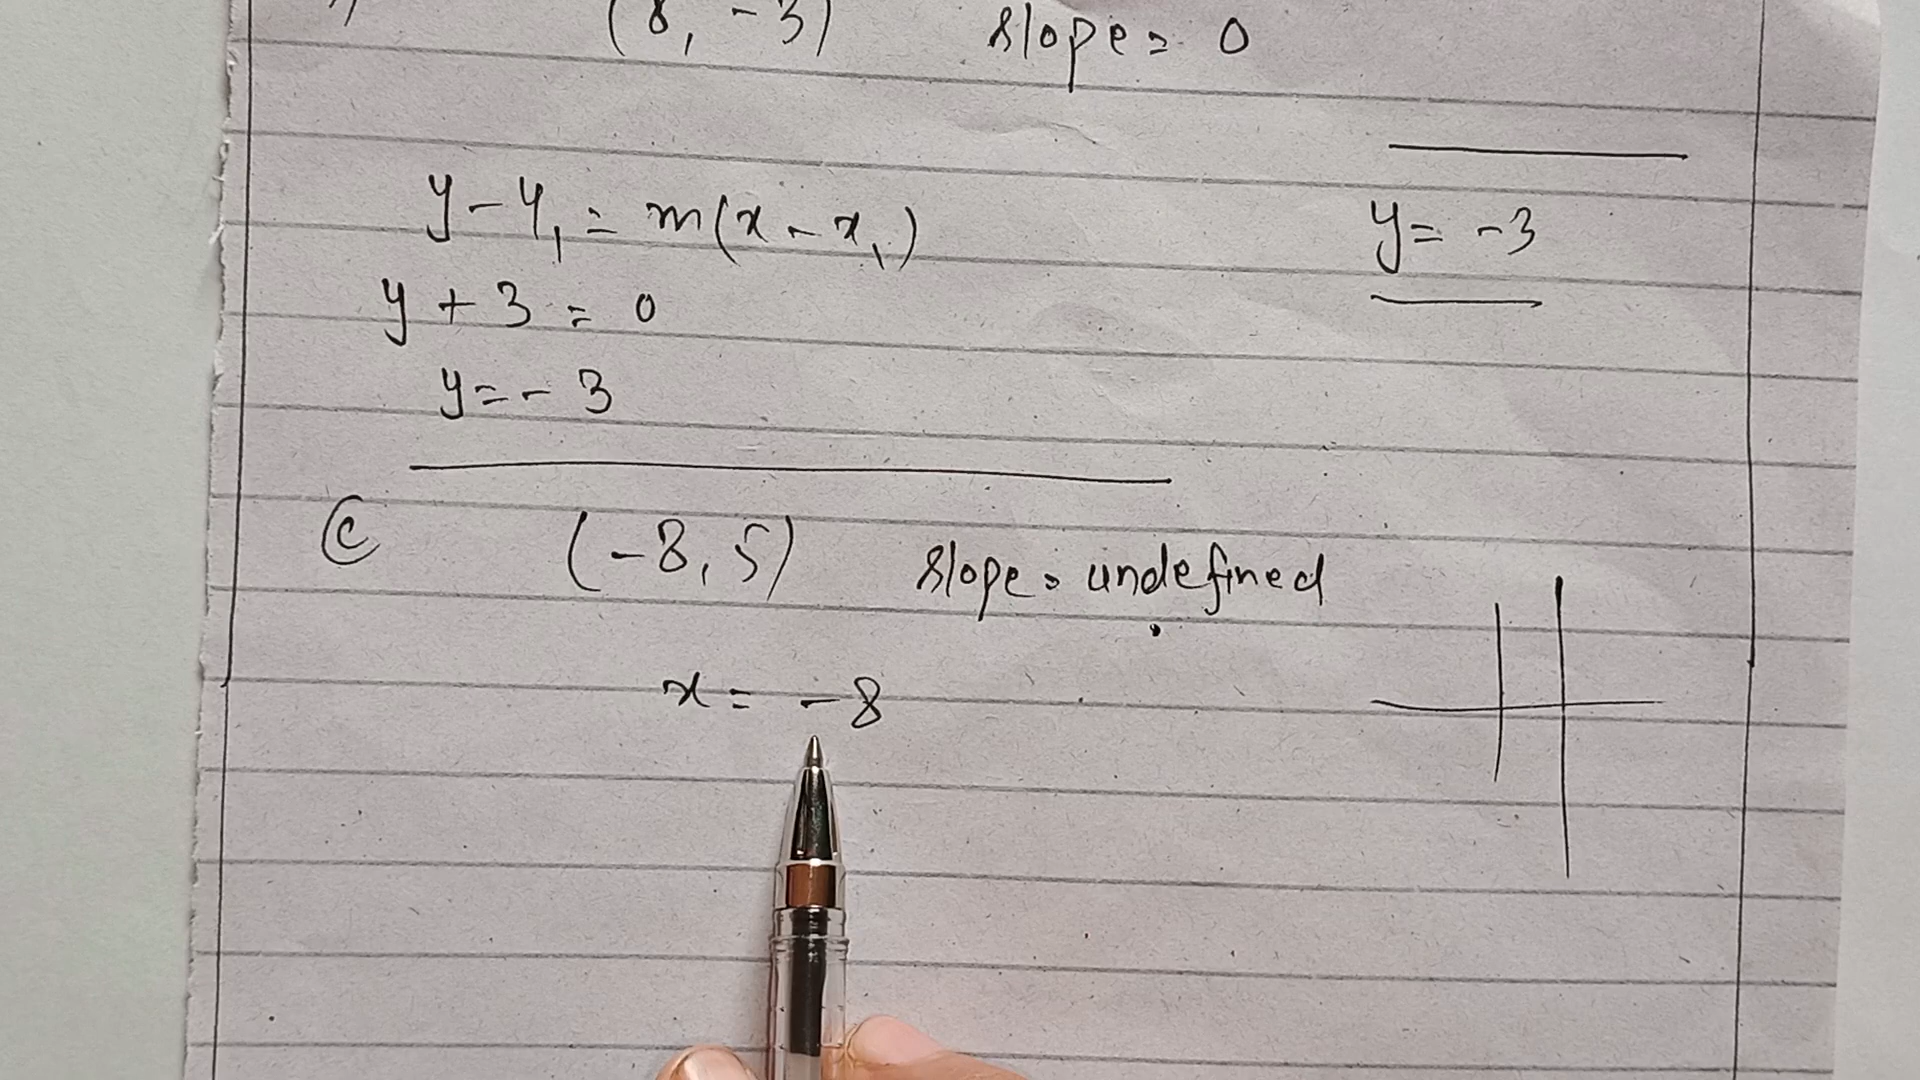 (8, -3) slope = 0
y - y₁ = m(x - x₁)
y = -3
y + 3 = 0
y = - 3
(c) (-8, 5) slope = undefined
x = -8